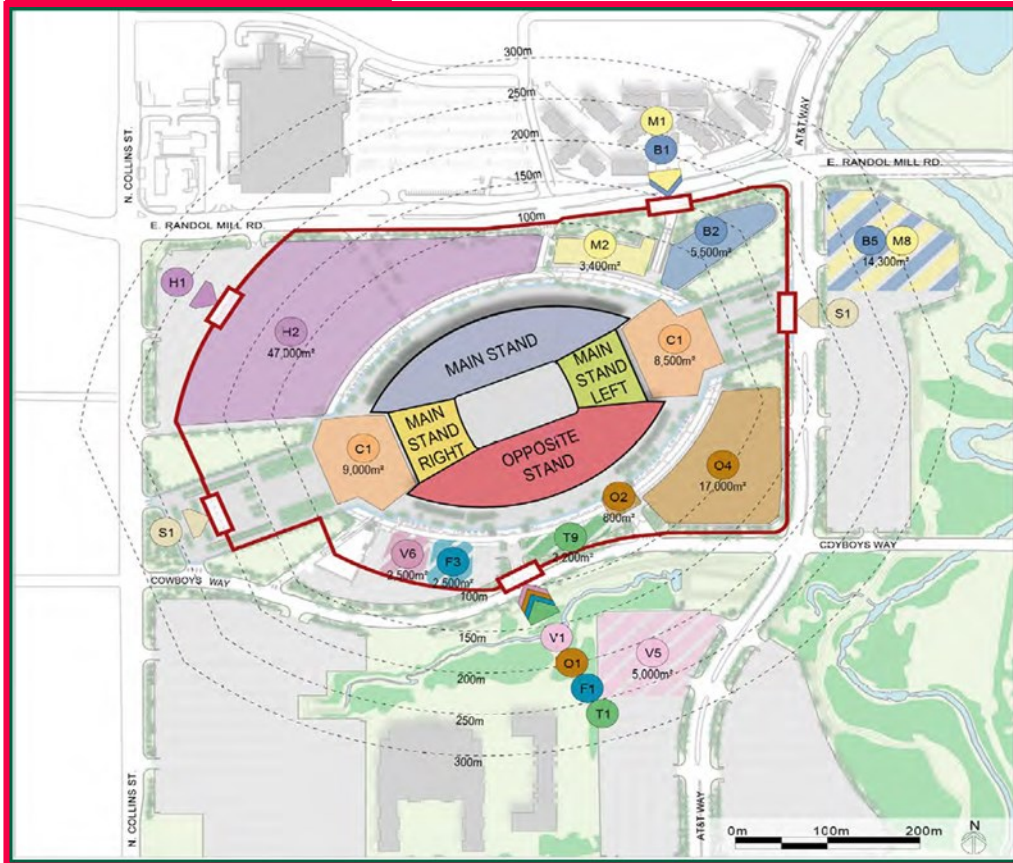 300m
250m
200m
150m
100m
N. COLLINS ST.
AT&T WAY
E. RANDOL MILL RD.
E. RANDOL MILL RD.
M1
B1
M2
3,400m²
B2
5,500m²
B5
M8
14,300m²
H1
H2
47,000m²
S1
C1
8,500m²
MAIN STAND
MAIN
STAND
LEFT
MAIN
STAND
RIGHT
OPPOSITE
STAND
C1
9,000m²
O4
17,000m²
O2
800m²
T9
S1
V6
2,500m²
F3
2,500m²
COWBOYS WAY
COYBOYS WAY
100m
150m
200m
250m
300m
V1
O1
F1
T1
V5
5,000m²
N. COLLINS ST.
AT&T WAY
0m
100m
200m
N